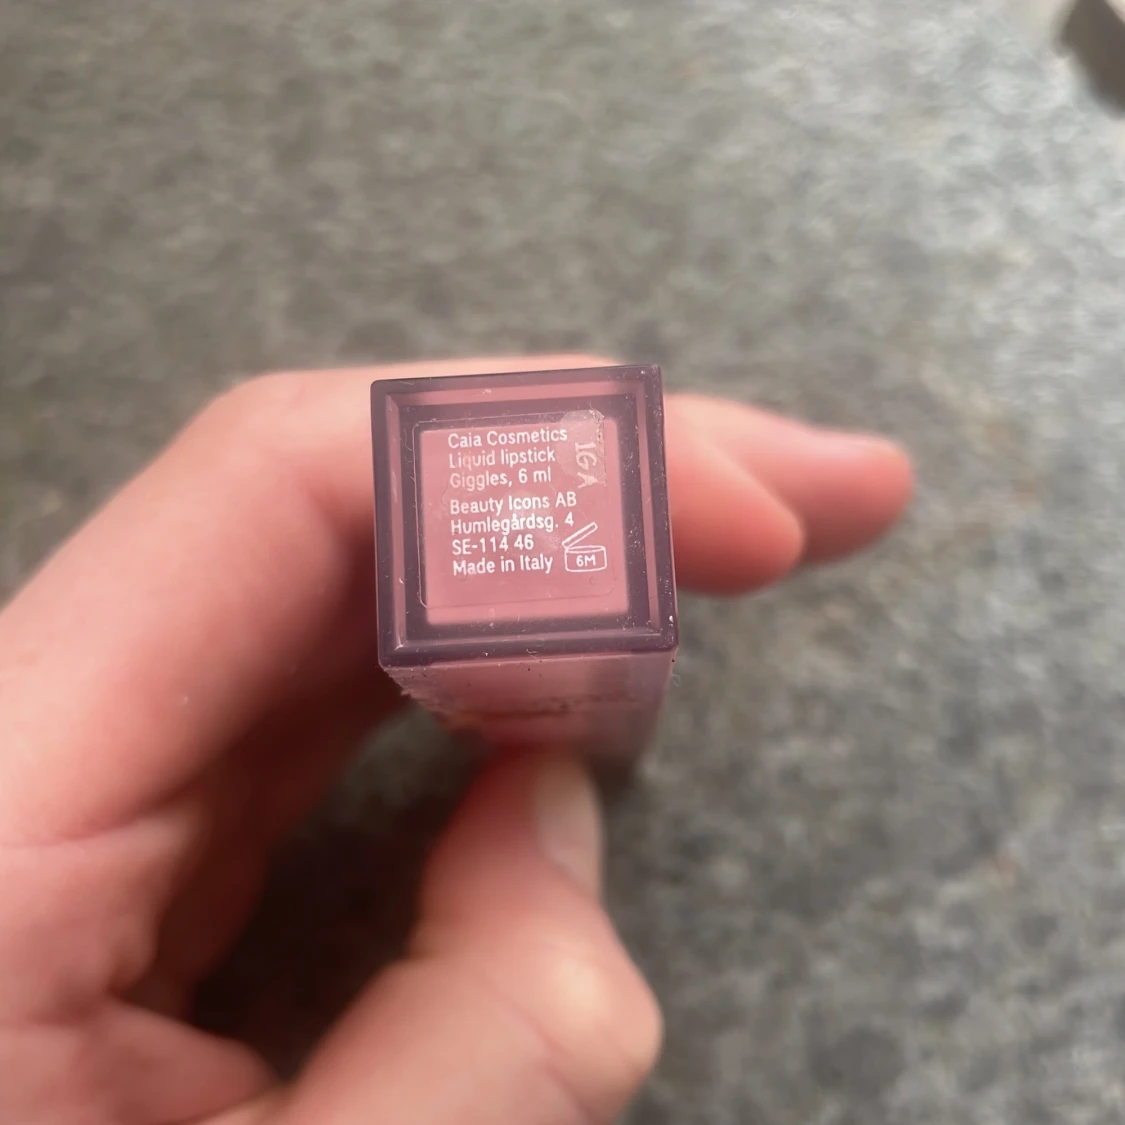 Caia Cosmetics
Liquid lipstick
Giggles, 6 ml
Beauty Icons AB
Humlegårdsg. 4
SE-114 46
Made in Italy
6M
1GA